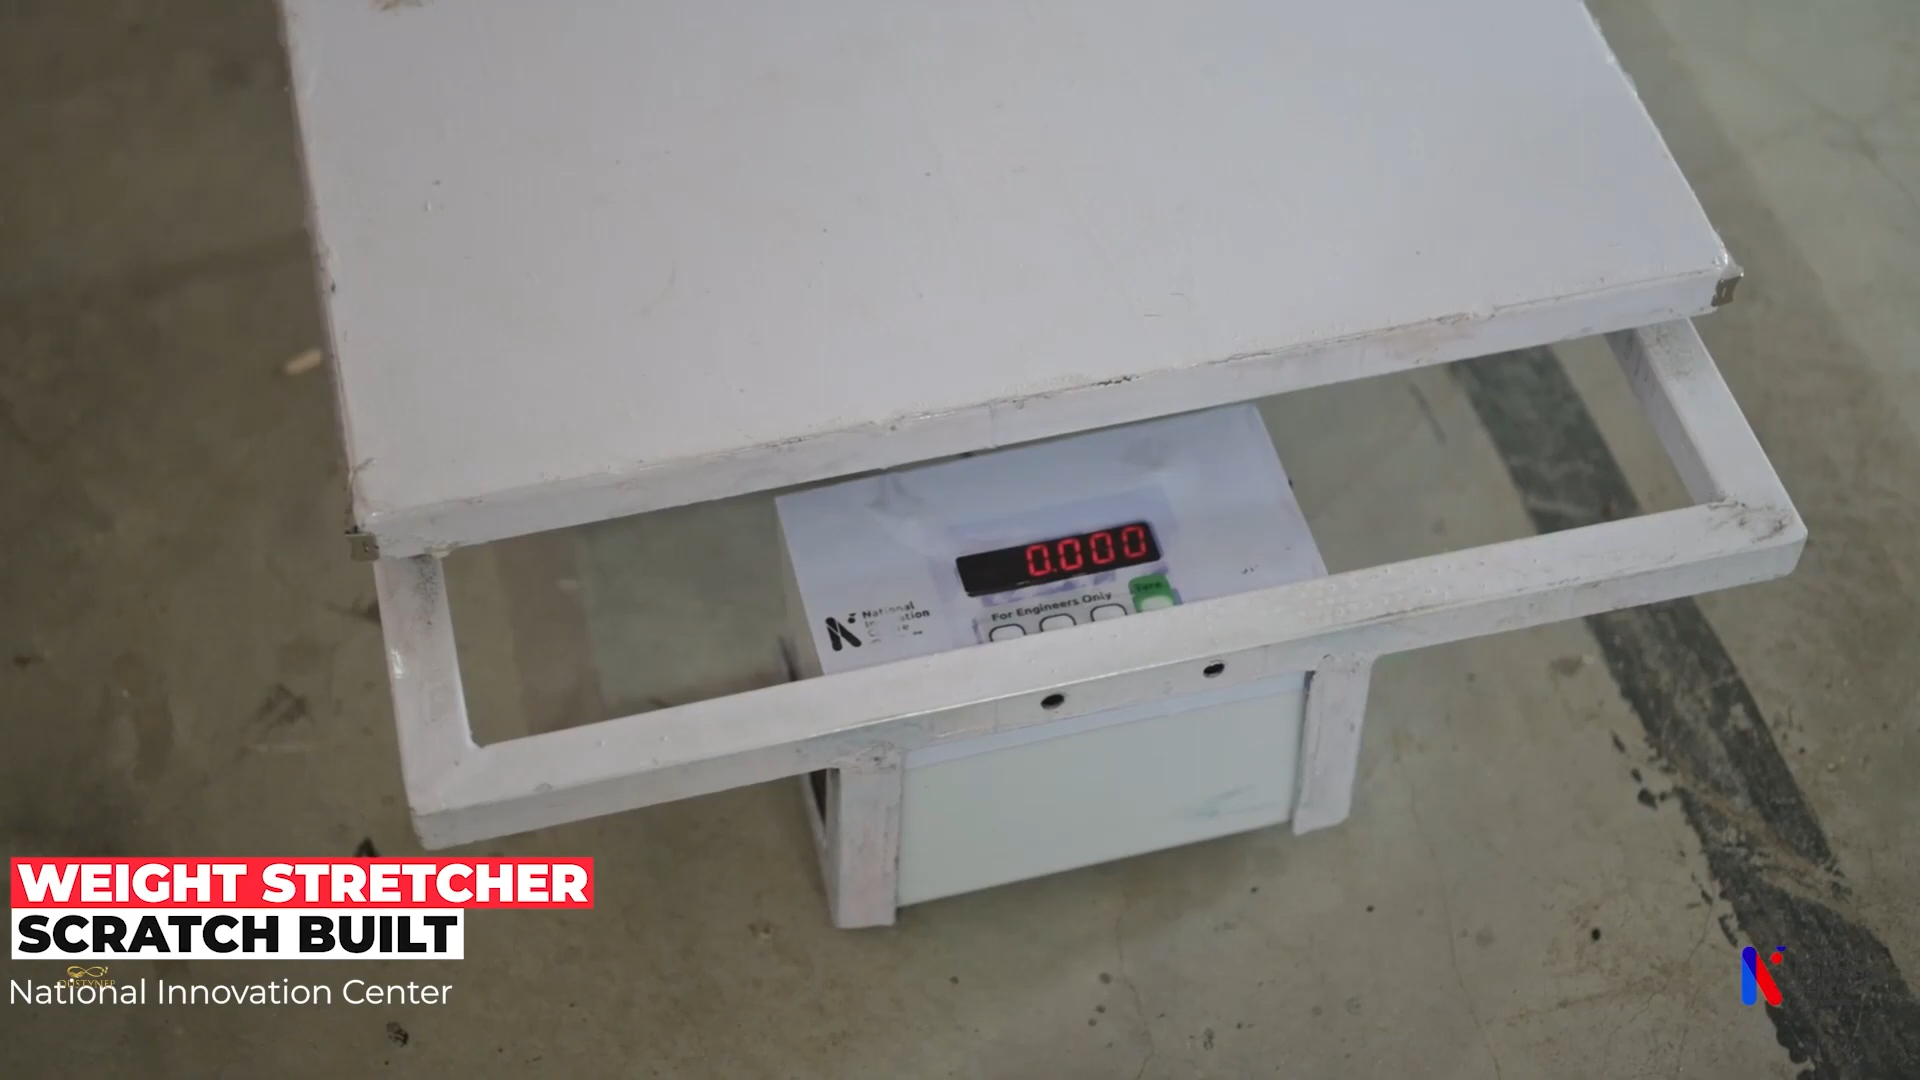 0.000
Tare
For Engineers Only
National
WEIGHT STRETCHER
SCRATCH BUILT
National Innovation Center